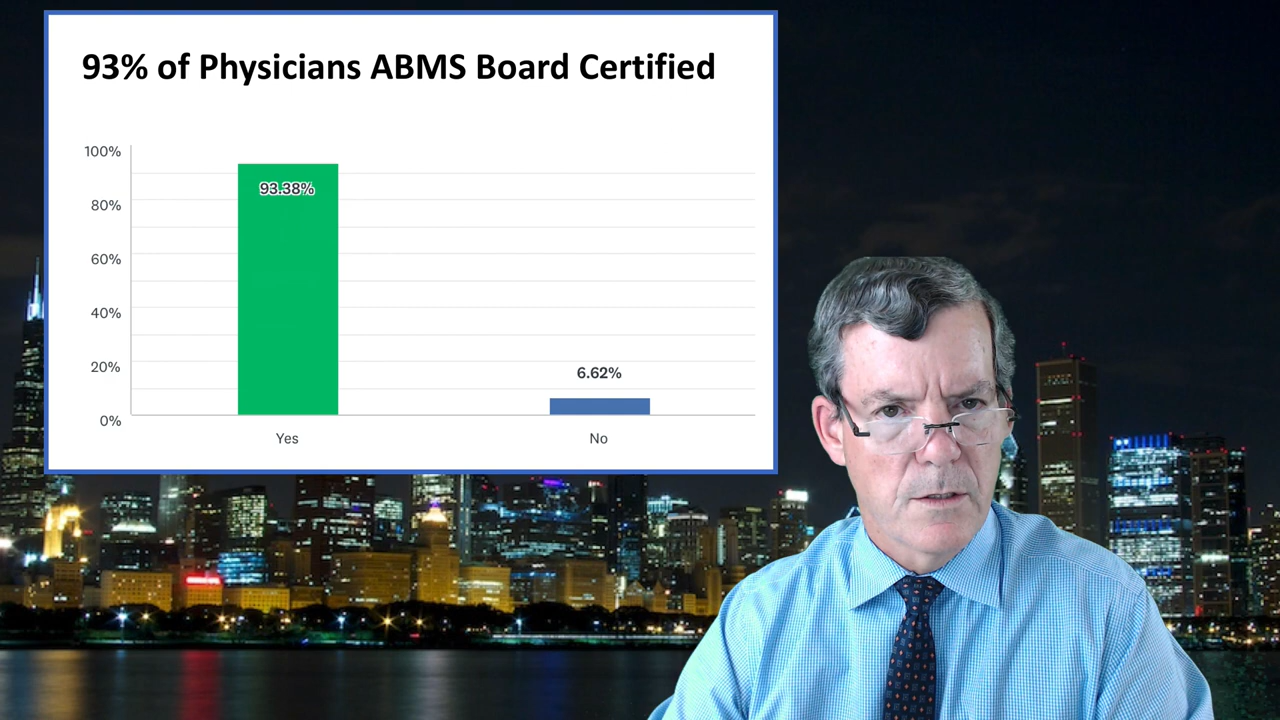 93% of Physicians ABMS Board Certified
100%
80%
60%
40%
20%
0%
93.38%
6.62%
Yes
No